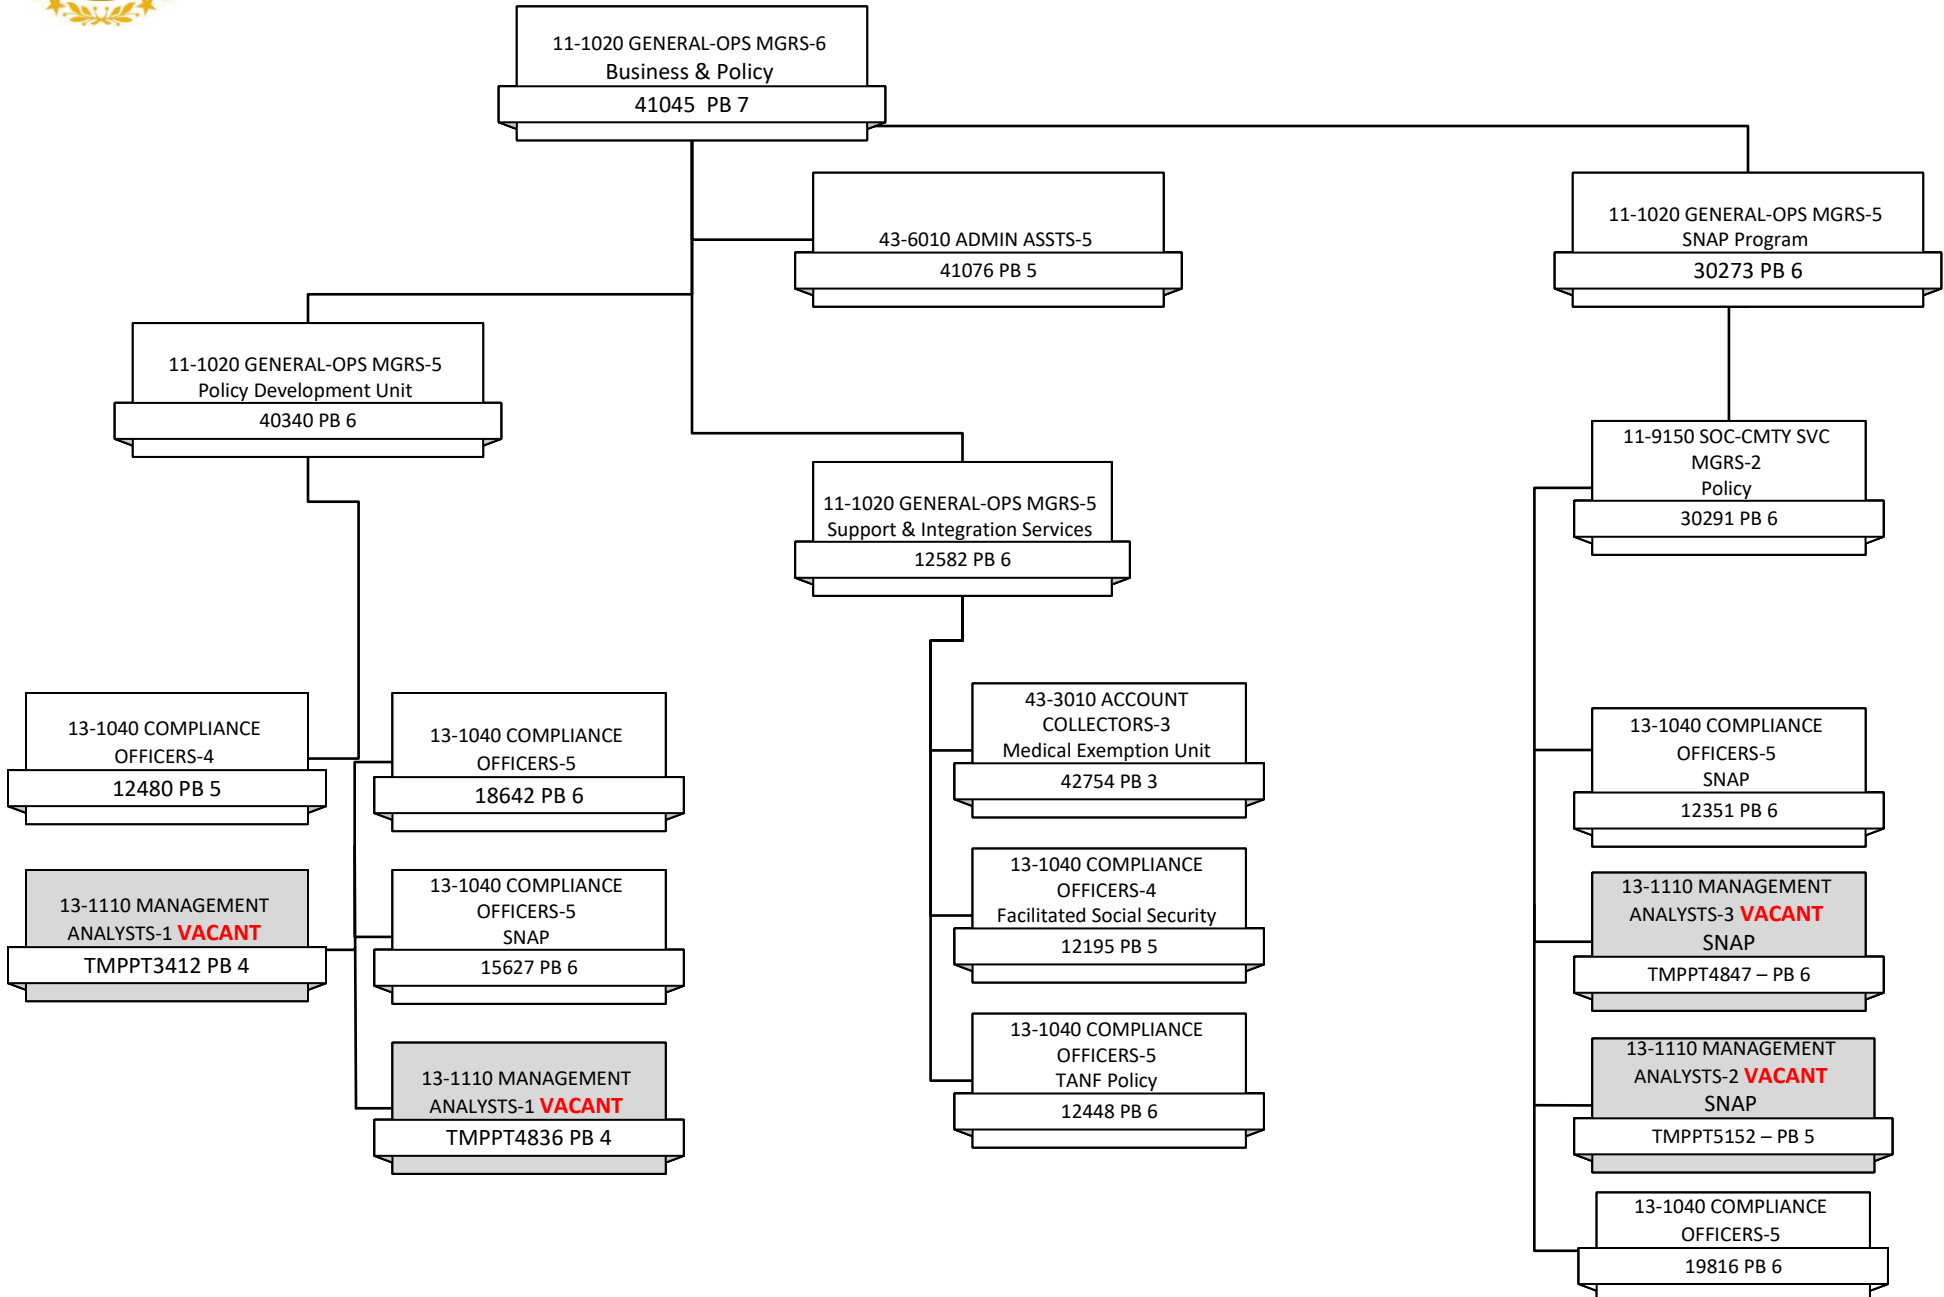 11-1020 GENERAL-OPS MGRS-6
Business & Policy
41045  PB 7
43-6010 ADMIN ASSTS-5
41076 PB 5
11-1020 GENERAL-OPS MGRS-5
SNAP Program
30273 PB 6
11-1020 GENERAL-OPS MGRS-5
Policy Development Unit
40340 PB 6
11-1020 GENERAL-OPS MGRS-5
Support & Integration Services
12582 PB 6
11-9150 SOC-CMTY SVC
MGRS-2
Policy
30291 PB 6
13-1040 COMPLIANCE
OFFICERS-4
12480 PB 5
13-1040 COMPLIANCE
OFFICERS-5
18642 PB 6
13-1110 MANAGEMENT
ANALYSTS-1 VACANT
TMPPT3412 PB 4
13-1040 COMPLIANCE
OFFICERS-5
SNAP
15627 PB 6
13-1110 MANAGEMENT
ANALYSTS-1 VACANT
TMPPT4836 PB 4
43-3010 ACCOUNT
COLLECTORS-3
Medical Exemption Unit
42754 PB 3
13-1040 COMPLIANCE
OFFICERS-4
Facilitated Social Security
12195 PB 5
13-1040 COMPLIANCE
OFFICERS-5
TANF Policy
12448 PB 6
13-1040 COMPLIANCE
OFFICERS-5
SNAP
12351 PB 6
13-1110 MANAGEMENT
ANALYSTS-3 VACANT
SNAP
TMPPT4847 – PB 6
13-1110 MANAGEMENT
ANALYSTS-2 VACANT
SNAP
TMPPT5152 – PB 5
13-1040 COMPLIANCE
OFFICERS-5
19816 PB 6